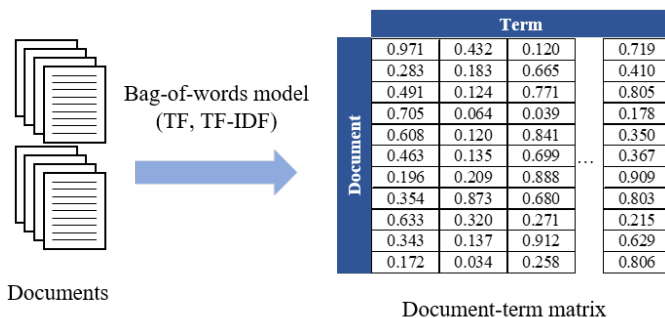 Term
Document
0.971 0.432 0.120 0.719
0.283 0.183 0.665 0.410
0.491 0.124 0.771 0.805
0.705 0.064 0.039 0.178
0.608 0.120 0.841 0.350
0.463 0.135 0.699 ... 0.367
0.196 0.209 0.888 0.909
0.354 0.873 0.680 0.803
0.633 0.320 0.271 0.215
0.343 0.137 0.912 0.629
0.172 0.034 0.258 0.806
Bag-of-words model
(TF, TF-IDF)
Documents
Document-term matrix